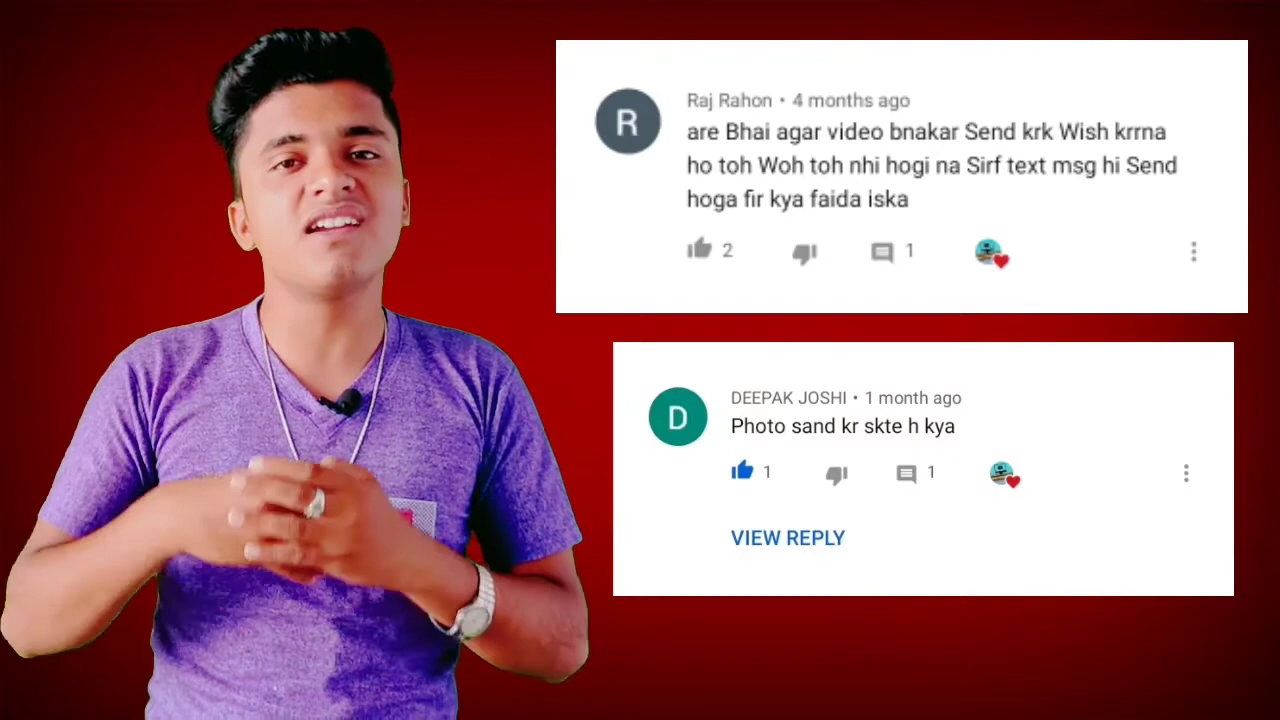 R
Raj Rahon • 4 months ago
are Bhai agar video bnakar Send krk Wish krrna
ho toh Woh toh nhi hogi na Sirf text msg hi Send
hoga fir kya faida iska
2
1
D
DEEPAK JOSHI • 1 month ago
Photo sand kr skte h kya
1
1
VIEW REPLY